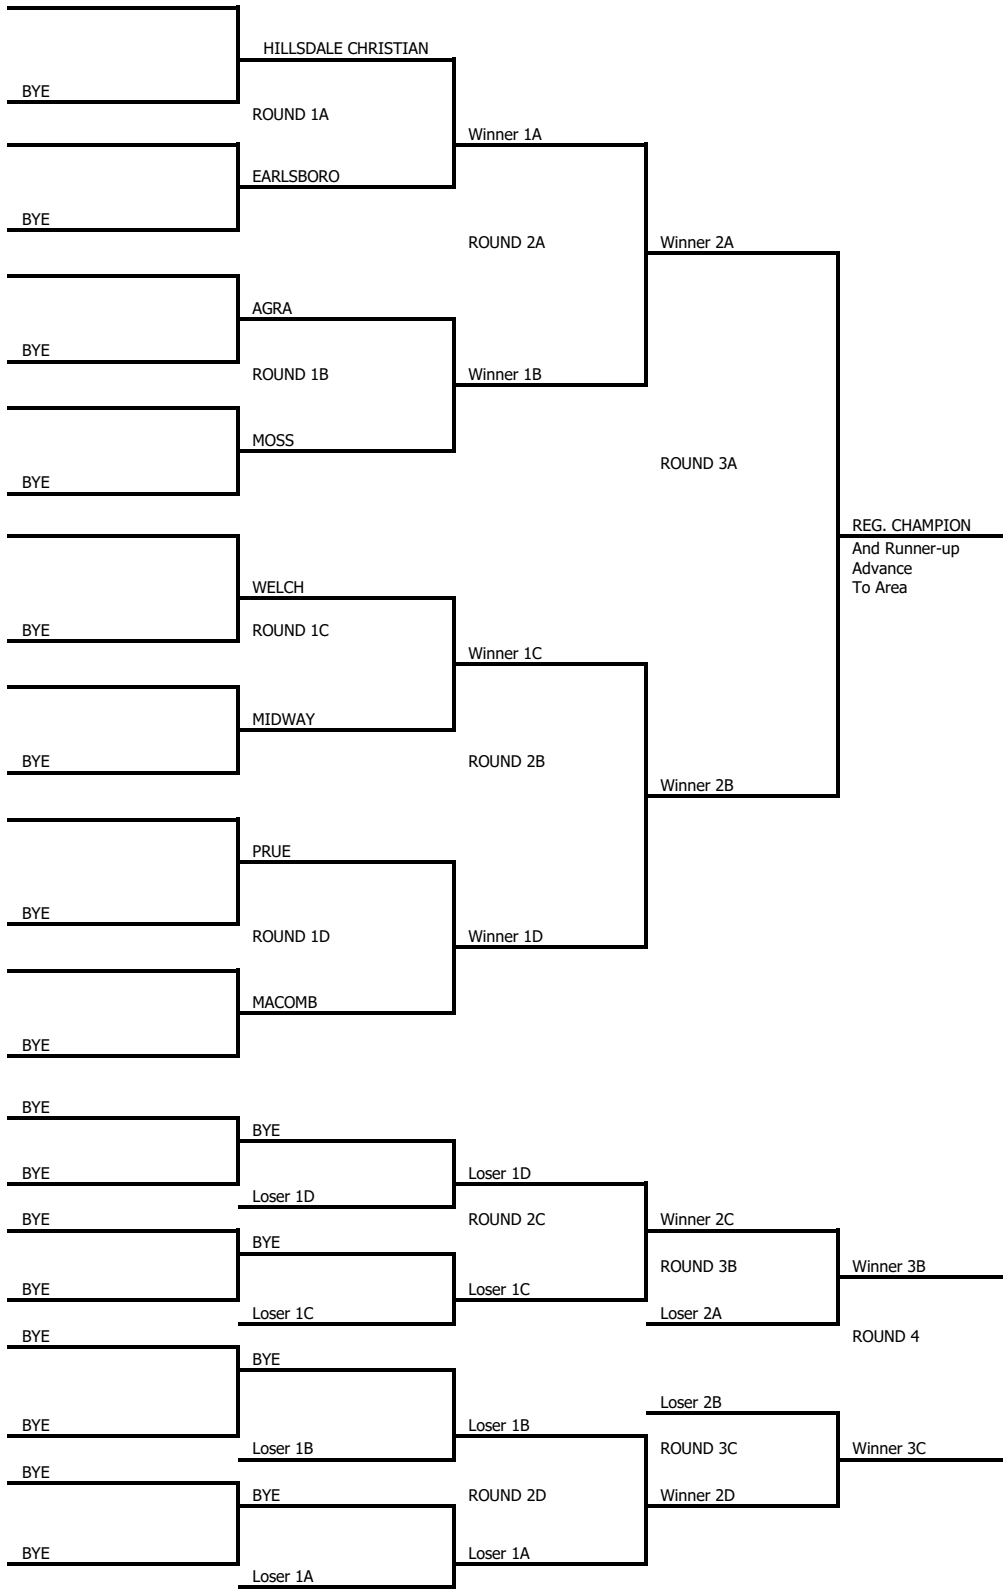 HILLSDALE CHRISTIAN
BYE
ROUND 1A
Winner 1A
EARLSBORO
BYE
ROUND 2A
Winner 2A
AGRA
BYE
ROUND 1B
Winner 1B
MOSS
ROUND 3A
BYE
REG. CHAMPION
And Runner-up
Advance
To Area
WELCH
BYE
ROUND 1C
Winner 1C
MIDWAY
BYE
ROUND 2B
Winner 2B
PRUE
BYE
ROUND 1D
Winner 1D
MACOMB
BYE
BYE
BYE
BYE
Loser 1D
Loser 1D
BYE
ROUND 2C
Winner 2C
BYE
ROUND 3B
Winner 3B
BYE
Loser 1C
Loser 1C
Loser 2A
BYE
ROUND 4
BYE
Loser 2B
BYE
Loser 1B
Loser 1B
ROUND 3C
Winner 3C
BYE
BYE
ROUND 2D
Winner 2D
BYE
Loser 1A
Loser 1A